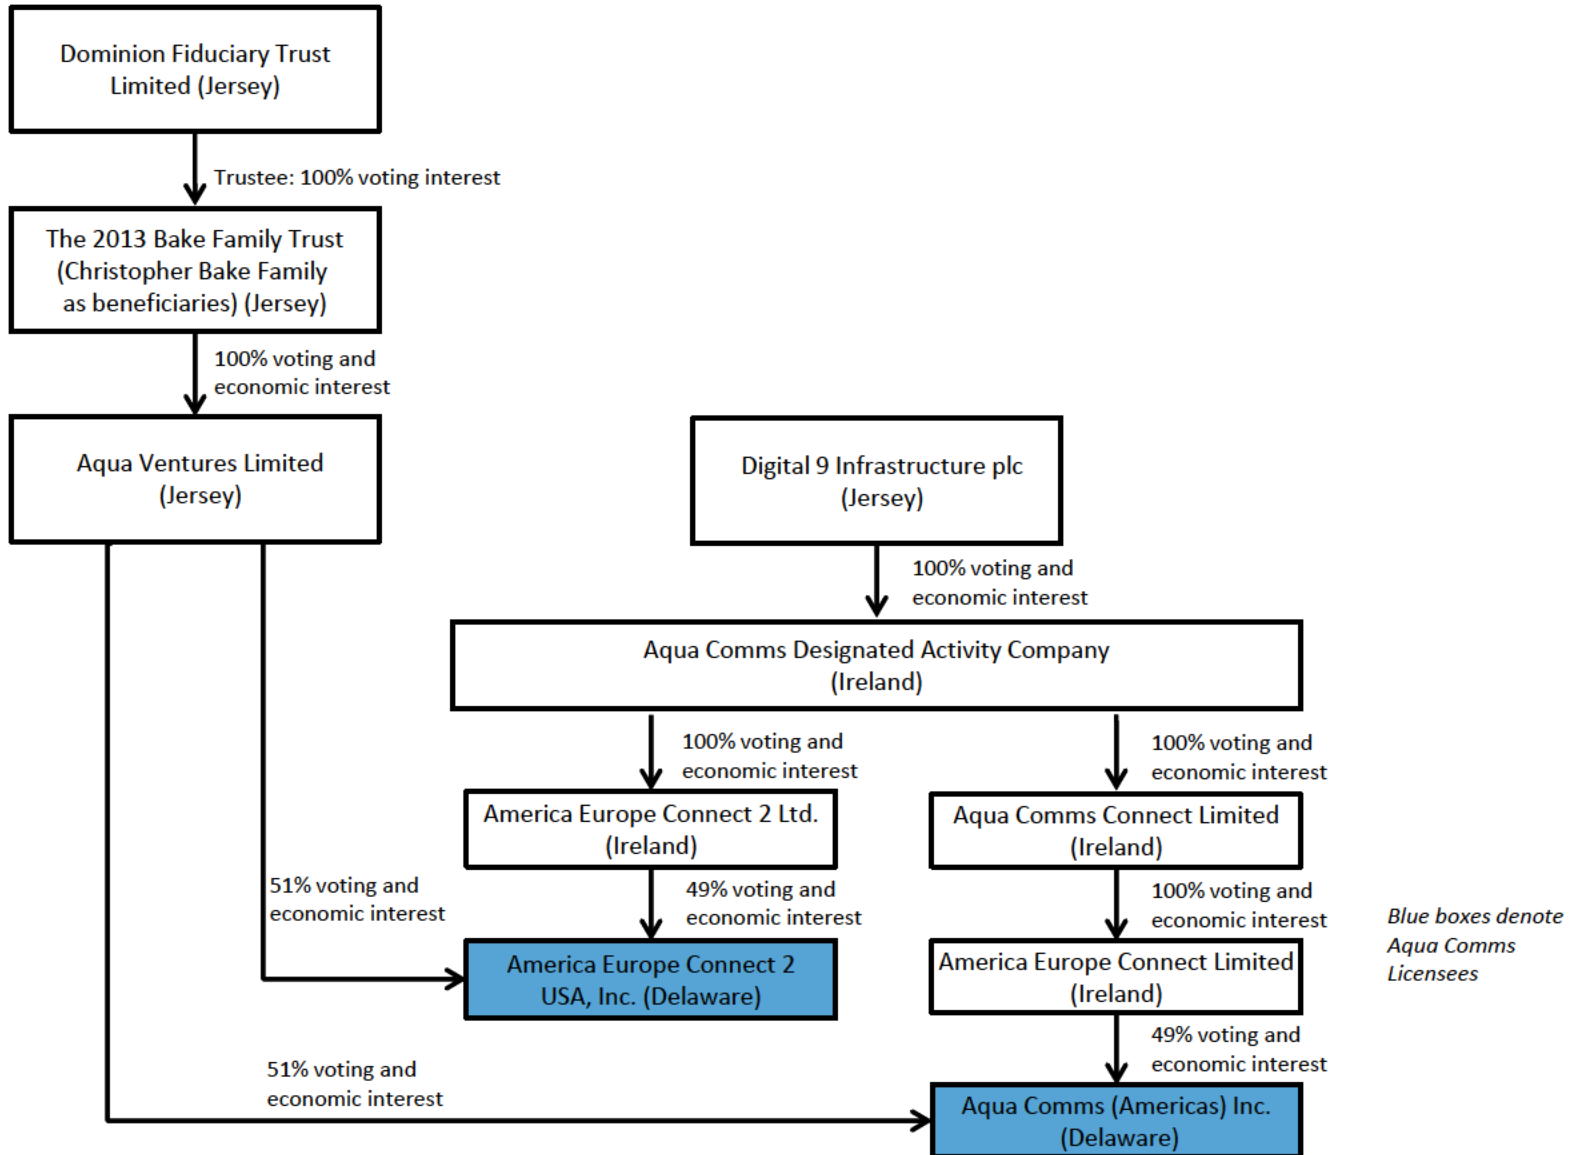 Dominion Fiduciary Trust
Limited (Jersey)
Trustee: 100% voting interest
The 2013 Bake Family Trust
(Christopher Bake Family
as beneficiaries) (Jersey)
100% voting and
economic interest
Aqua Ventures Limited
(Jersey)
Digital 9 Infrastructure plc
(Jersey)
100% voting and
economic interest
Aqua Comms Designated Activity Company
(Ireland)
100% voting and
economic interest
100% voting and
economic interest
America Europe Connect 2 Ltd.
(Ireland)
Aqua Comms Connect Limited
(Ireland)
51% voting and
economic interest
49% voting and
economic interest
100% voting and
economic interest
Blue boxes denote
Aqua Comms
Licensees
America Europe Connect 2
USA, Inc. (Delaware)
America Europe Connect Limited
(Ireland)
49% voting and
economic interest
51% voting and
economic interest
Aqua Comms (Americas) Inc.
(Delaware)